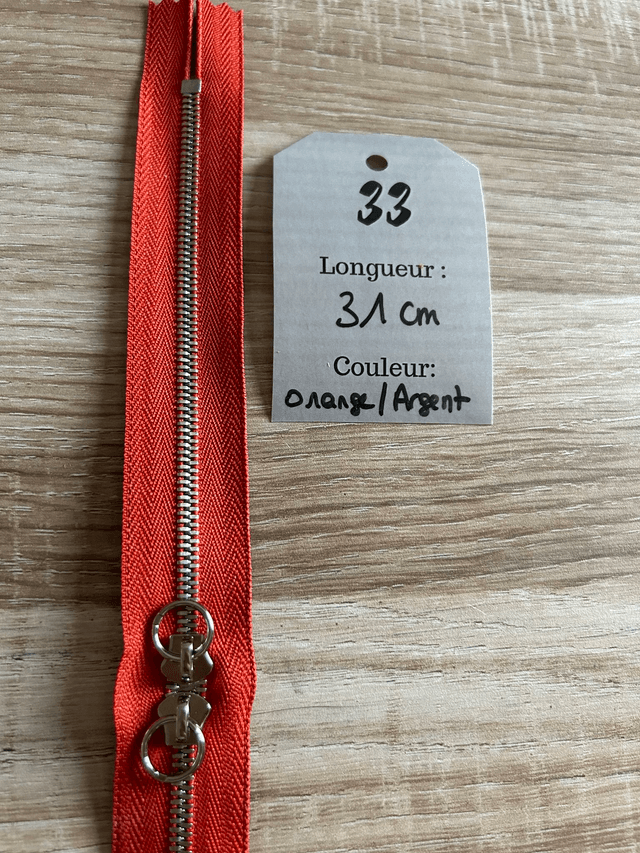 33
Longueur :
31 cm
Couleur:
Orange/Argent